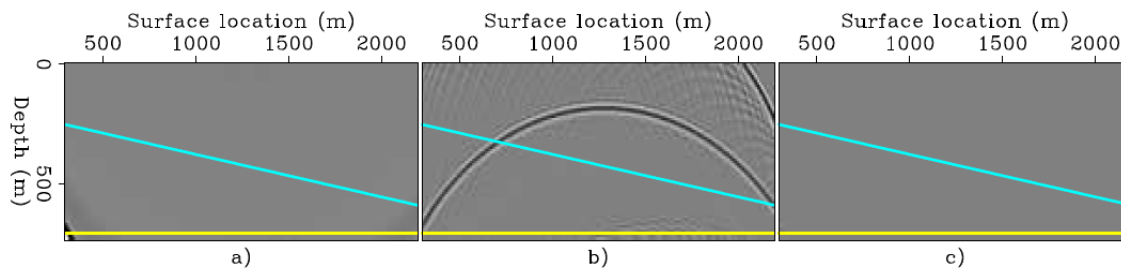 Surface location (m) Surface location (m) Surface location (m)
500 1000 1500 2000 500 1000 1500 2000 500 1000 1500 2000
0
500
Depth (m)
a) b) c)